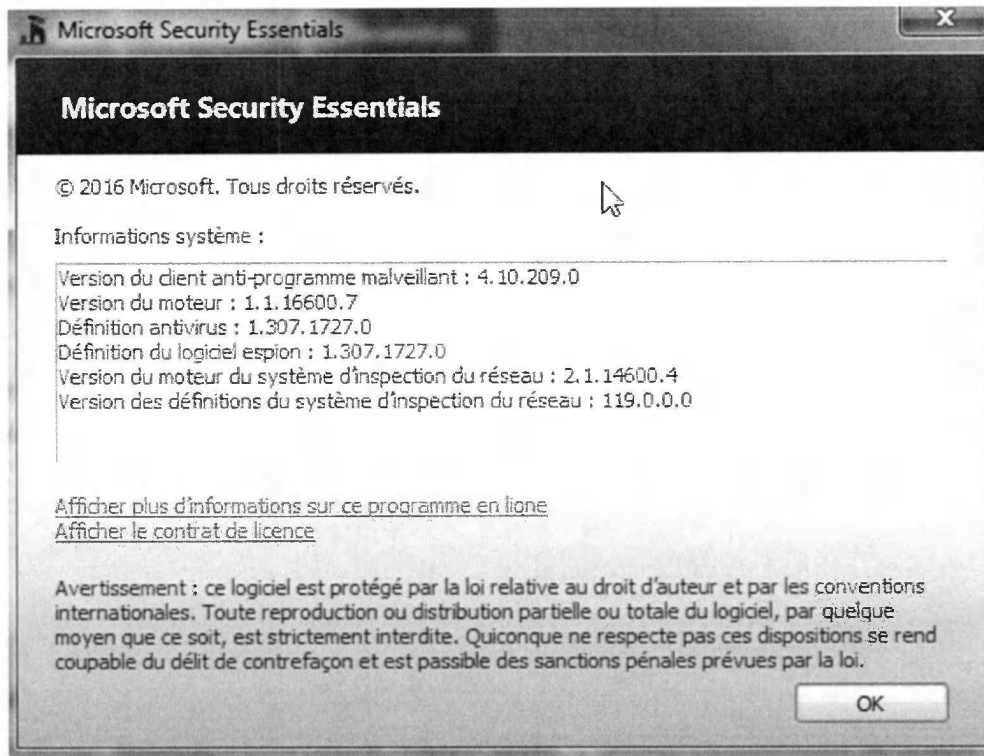 Microsoft Security Essentials
Microsoft Security Essentials
© 2016 Microsoft. Tous droits réservés.
Informations système :
Version du client anti-programme malveillant : 4.10.209.0
Version du moteur : 1.1.16600.7
Définition antivirus : 1.307.1727.0
Définition du logiciel espion : 1.307.1727.0
Version du moteur du système d'inspection du réseau : 2.1.14600.4
Version des définitions du système d'inspection du réseau : 119.0.0.0
Afficher plus d'informations sur ce programme en ligne
Afficher le contrat de licence
Avertissement : ce logiciel est protégé par la loi relative au droit d'auteur et par les conventions
internationales. Toute reproduction ou distribution partielle ou totale du logiciel, par quelque
moyen que ce soit, est strictement interdite. Quiconque ne respecte pas ces dispositions se rend
coupable du délit de contrefaçon et est passible des sanctions pénales prévues par la loi.
OK